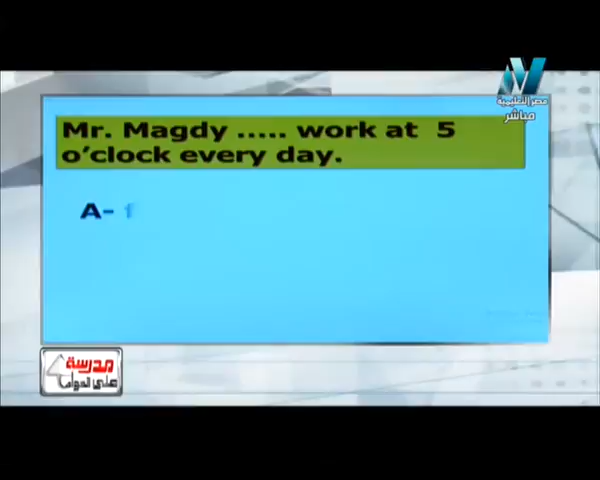 مصر التعليمية
مباشر
Mr. Magdy ..... work at 5
o'clock every day.
A- f
مدرسة
على الهواء